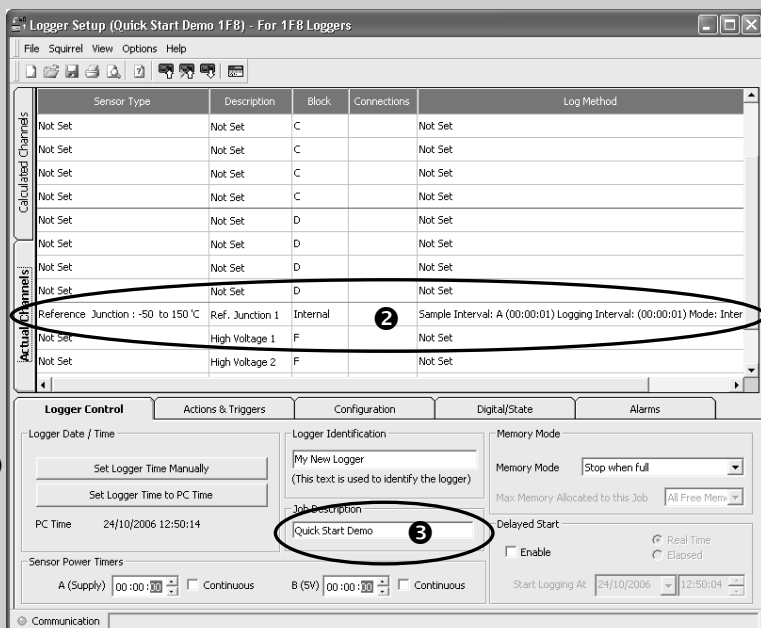 Logger Setup (Quick Start Demo 1F8) - For 1F8 Loggers
File Squirrel View Options Help
Calculated Channels
Actual Channels
Sensor Type Description Block Connections Log Method
Not Set Not Set C Not Set
Not Set Not Set C Not Set
Not Set Not Set C Not Set
Not Set Not Set C Not Set
Not Set Not Set D Not Set
Not Set Not Set D Not Set
Not Set Not Set D Not Set
Not Set Not Set D Not Set
Reference Junction : -50 to 150 'C Ref. Junction 1 Internal ❷ Sample Interval: A (00:00:01) Logging Interval: (00:00:01) Mode: Inter
Not Set High Voltage 1 F Not Set
Not Set High Voltage 2 F Not Set
Logger Control Actions & Triggers Configuration Digital/State Alarms
Logger Date / Time
Set Logger Time Manually
Set Logger Time to PC Time
PC Time 24/10/2006 12:50:14
Logger Identification
My New Logger
(This text is used to identify the logger)
Job Description
Quick Start Demo ❸
Memory Mode
Memory Mode Stop when full
Max Memory Allocated to this Job All Free Mem
Delayed Start
Enable
Real Time
Elapsed
Start Logging At 24/10/2006 12:50:04
Sensor Power Timers
A (Supply) 00:00:00 Continuous B (5V) 00:00:00 Continuous
Communication